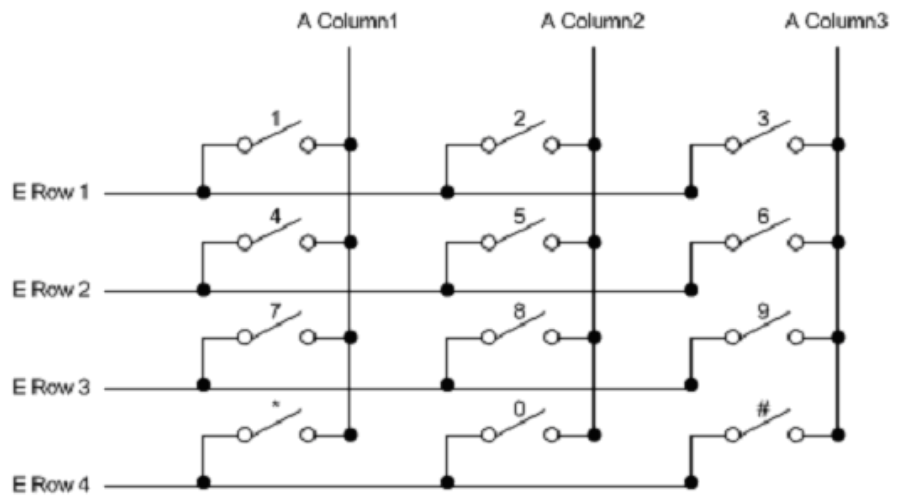 A Column1 A Column2 A Column3
1 2 3
E Row 1
4 5 6
E Row 2
7 8 9
E Row 3
* 0 #
E Row 4